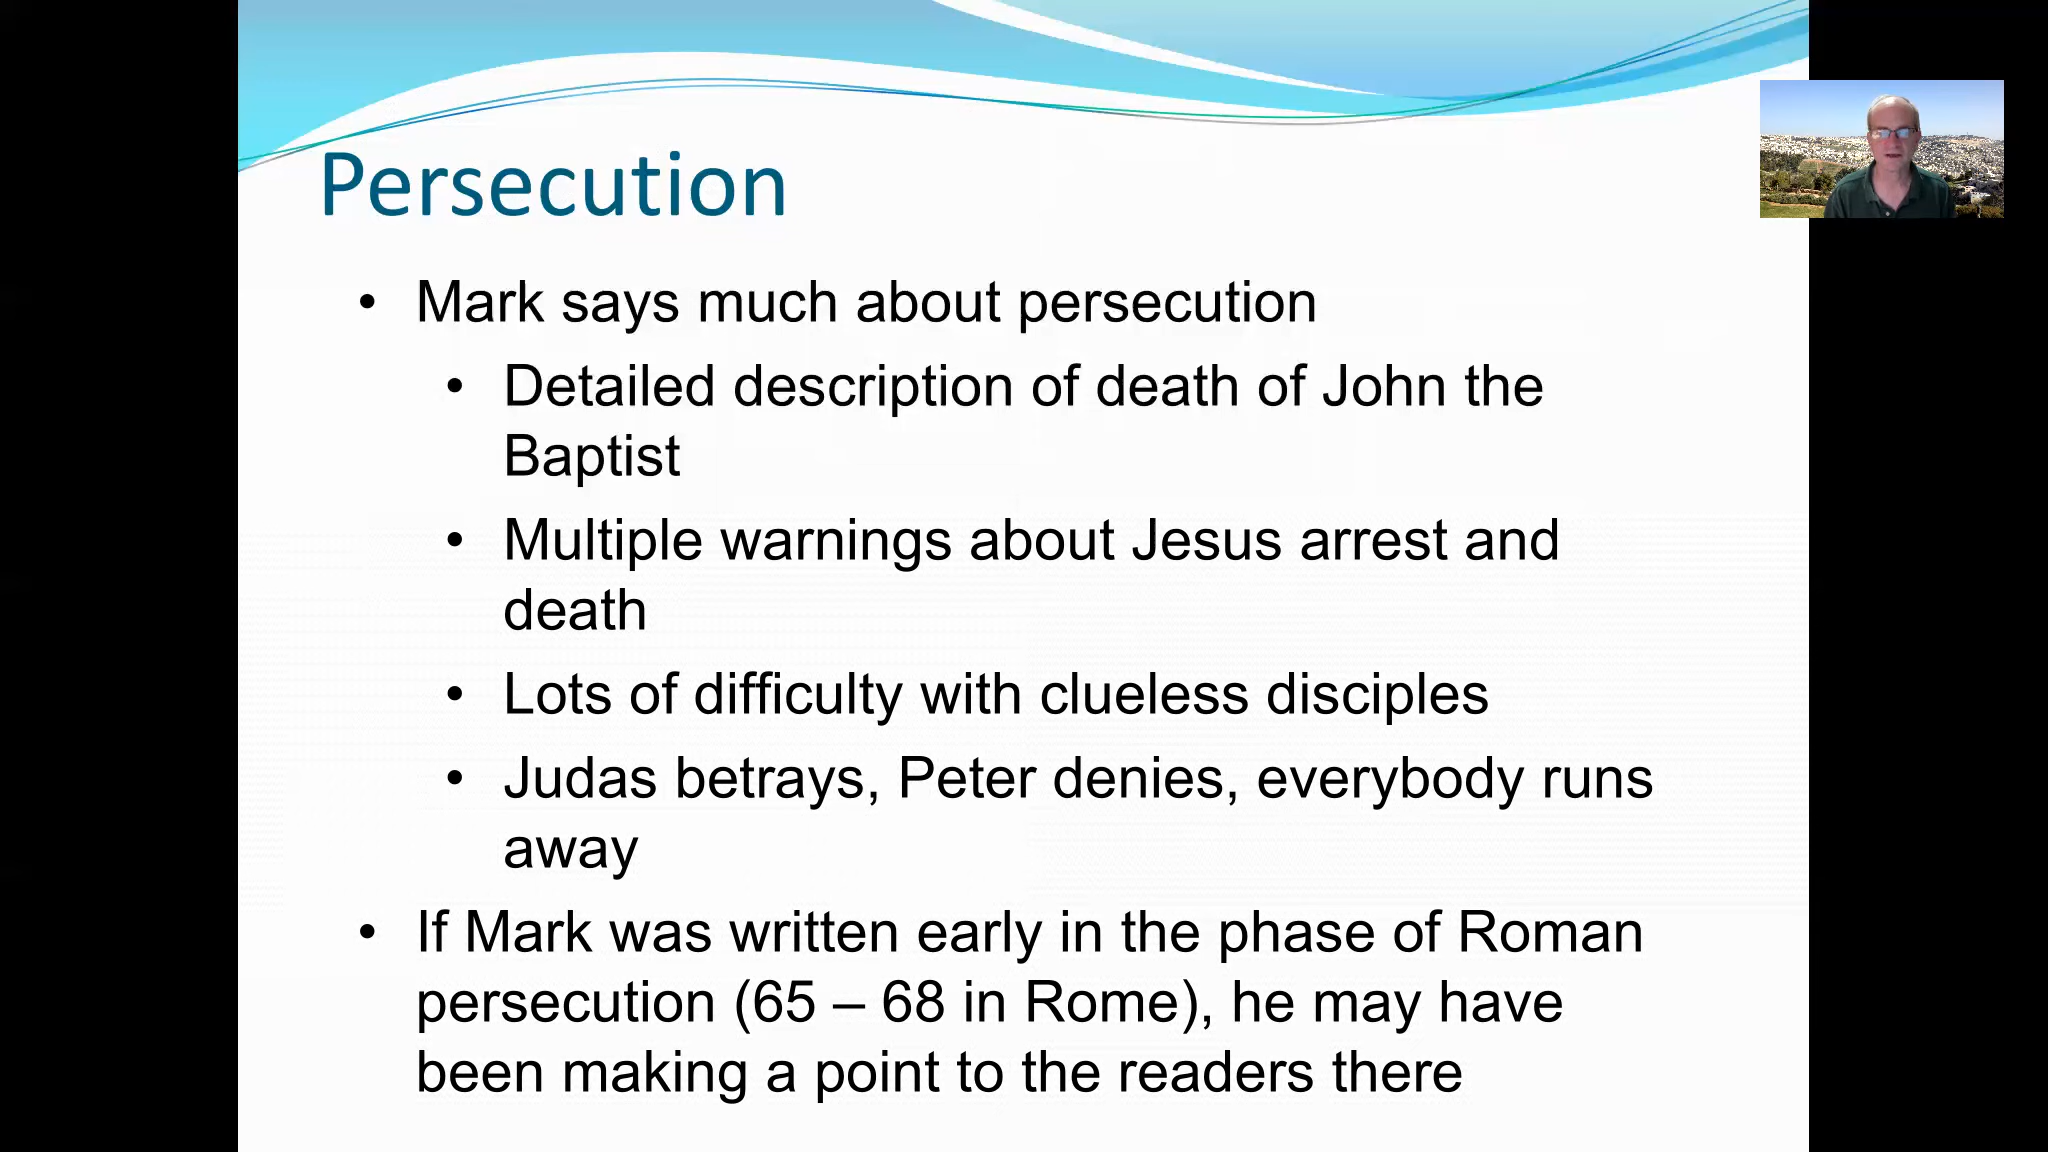 Persecution
• Mark says much about persecution
• Detailed description of death of John the
Baptist
• Multiple warnings about Jesus arrest and
death
• Lots of difficulty with clueless disciples
• Judas betrays, Peter denies, everybody runs
away
• If Mark was written early in the phase of Roman
persecution (65 – 68 in Rome), he may have
been making a point to the readers there